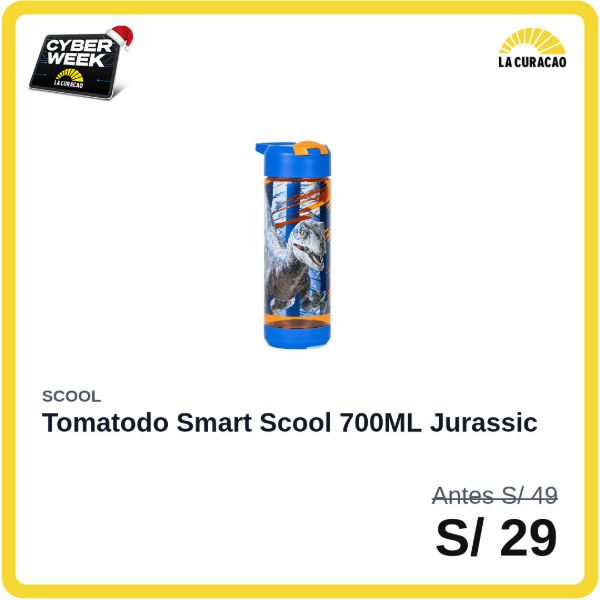 CYBER
WEEK
LA CURACAO
LA CURACAO
SCOOL
Tomatodo Smart Scool 700ML Jurassic
Antes S/ 49
S/ 29